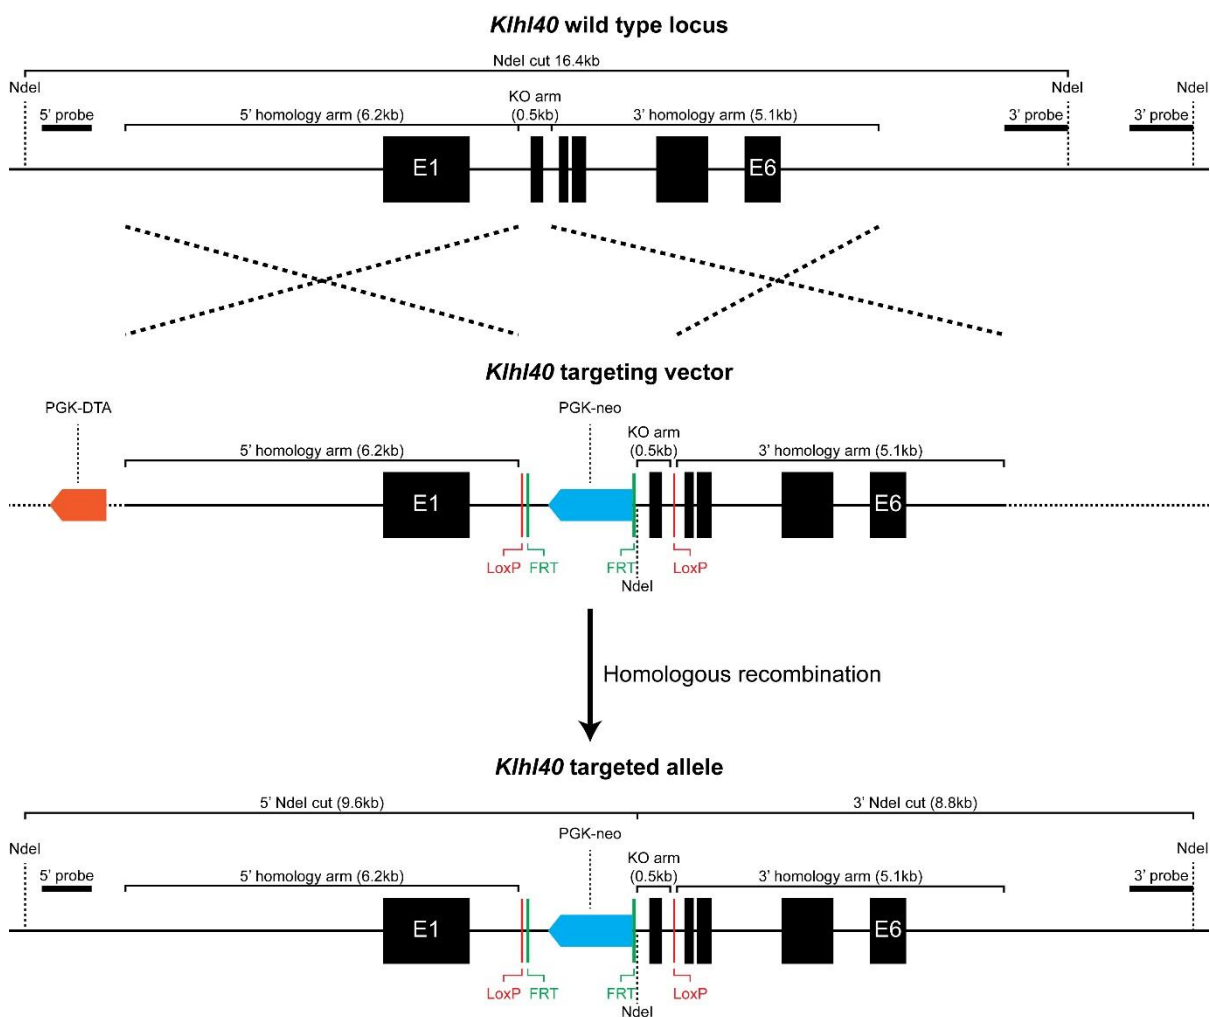 Klhl40 wild type locus
NdeI cut 16.4kb
NdeI
NdeI
NdeI
5' probe
5' homology arm (6.2kb)
KO arm
(0.5kb)
3' homology arm (5.1kb)
3' probe
3' probe
E1
E6
Klhl40 targeting vector
PGK-DTA
PGK-neo
5' homology arm (6.2kb)
KO arm
(0.5kb)
3' homology arm (5.1kb)
E1
E6
LoxP
FRT
FRT
LoxP
NdeI
Homologous recombination
Klhl40 targeted allele
5' NdeI cut (9.6kb)
3' NdeI cut (8.8kb)
NdeI
PGK-neo
NdeI
5' probe
5' homology arm (6.2kb)
KO arm
(0.5kb)
3' homology arm (5.1kb)
3' probe
E1
E6
LoxP
FRT
FRT
LoxP
NdeI